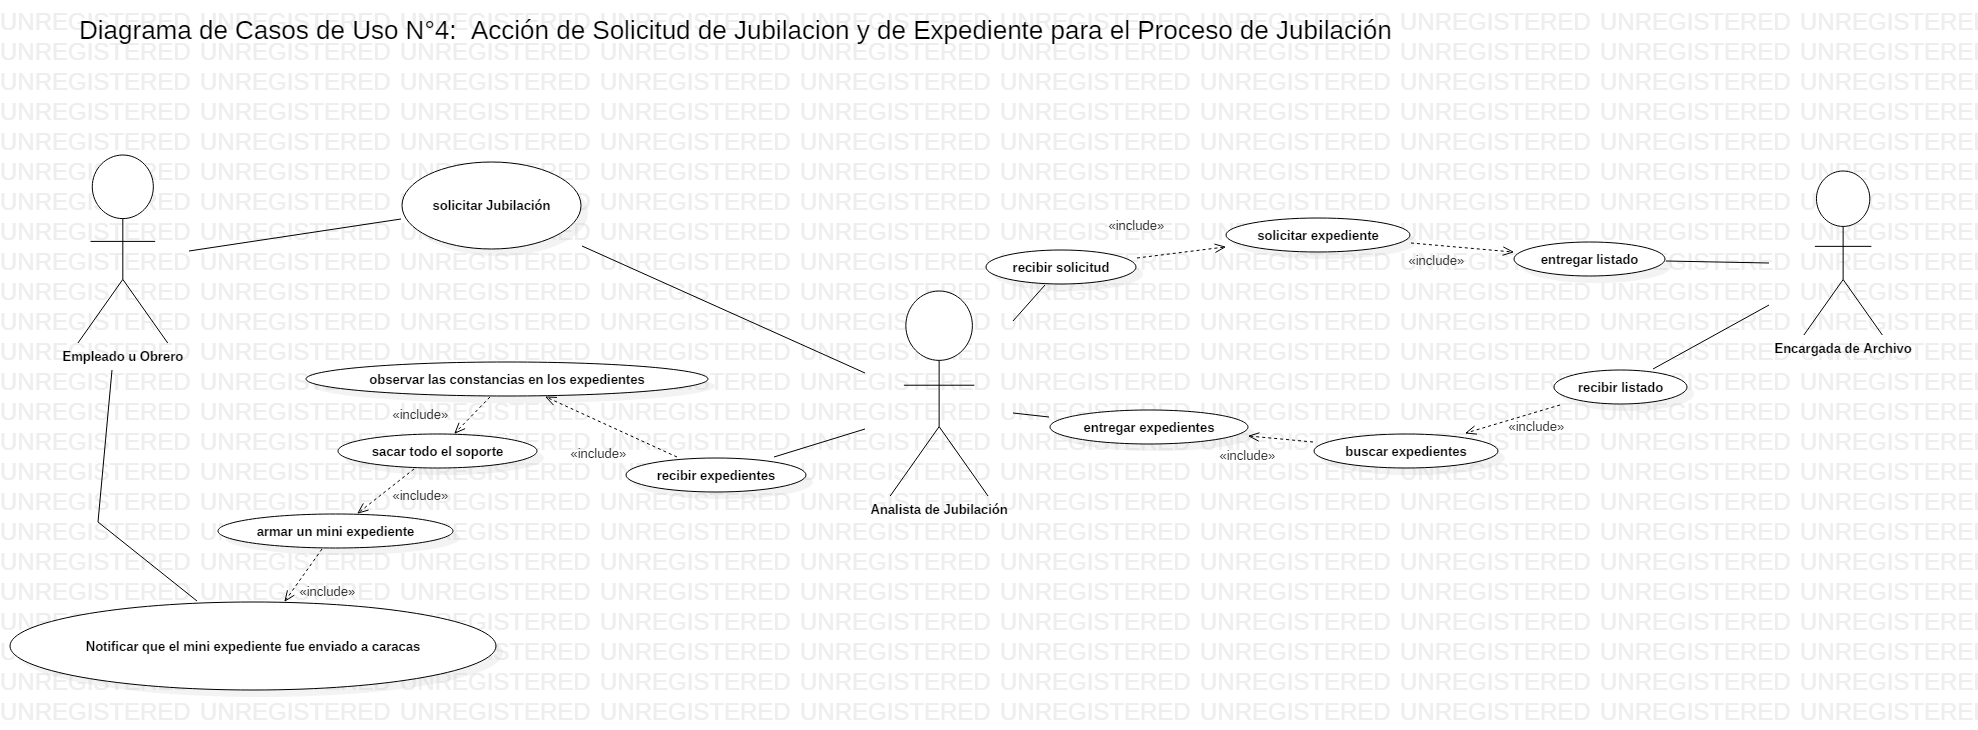 Diagrama de Casos de Uso N°4:  Acción de Solicitud de Jubilacion y de Expediente para el Proceso de Jubilación
solicitar Jubilación
«include»
solicitar expediente
recibir solicitud
«include»
entregar listado
Empleado u Obrero
Encargada de Archivo
observar las constancias en los expedientes
recibir listado
«include»
entregar expedientes
«include»
sacar todo el soporte
«include»
buscar expedientes
«include»
recibir expedientes
«include»
Analista de Jubilación
armar un mini expediente
«include»
Notificar que el mini expediente fue enviado a caracas
UNREGISTERED